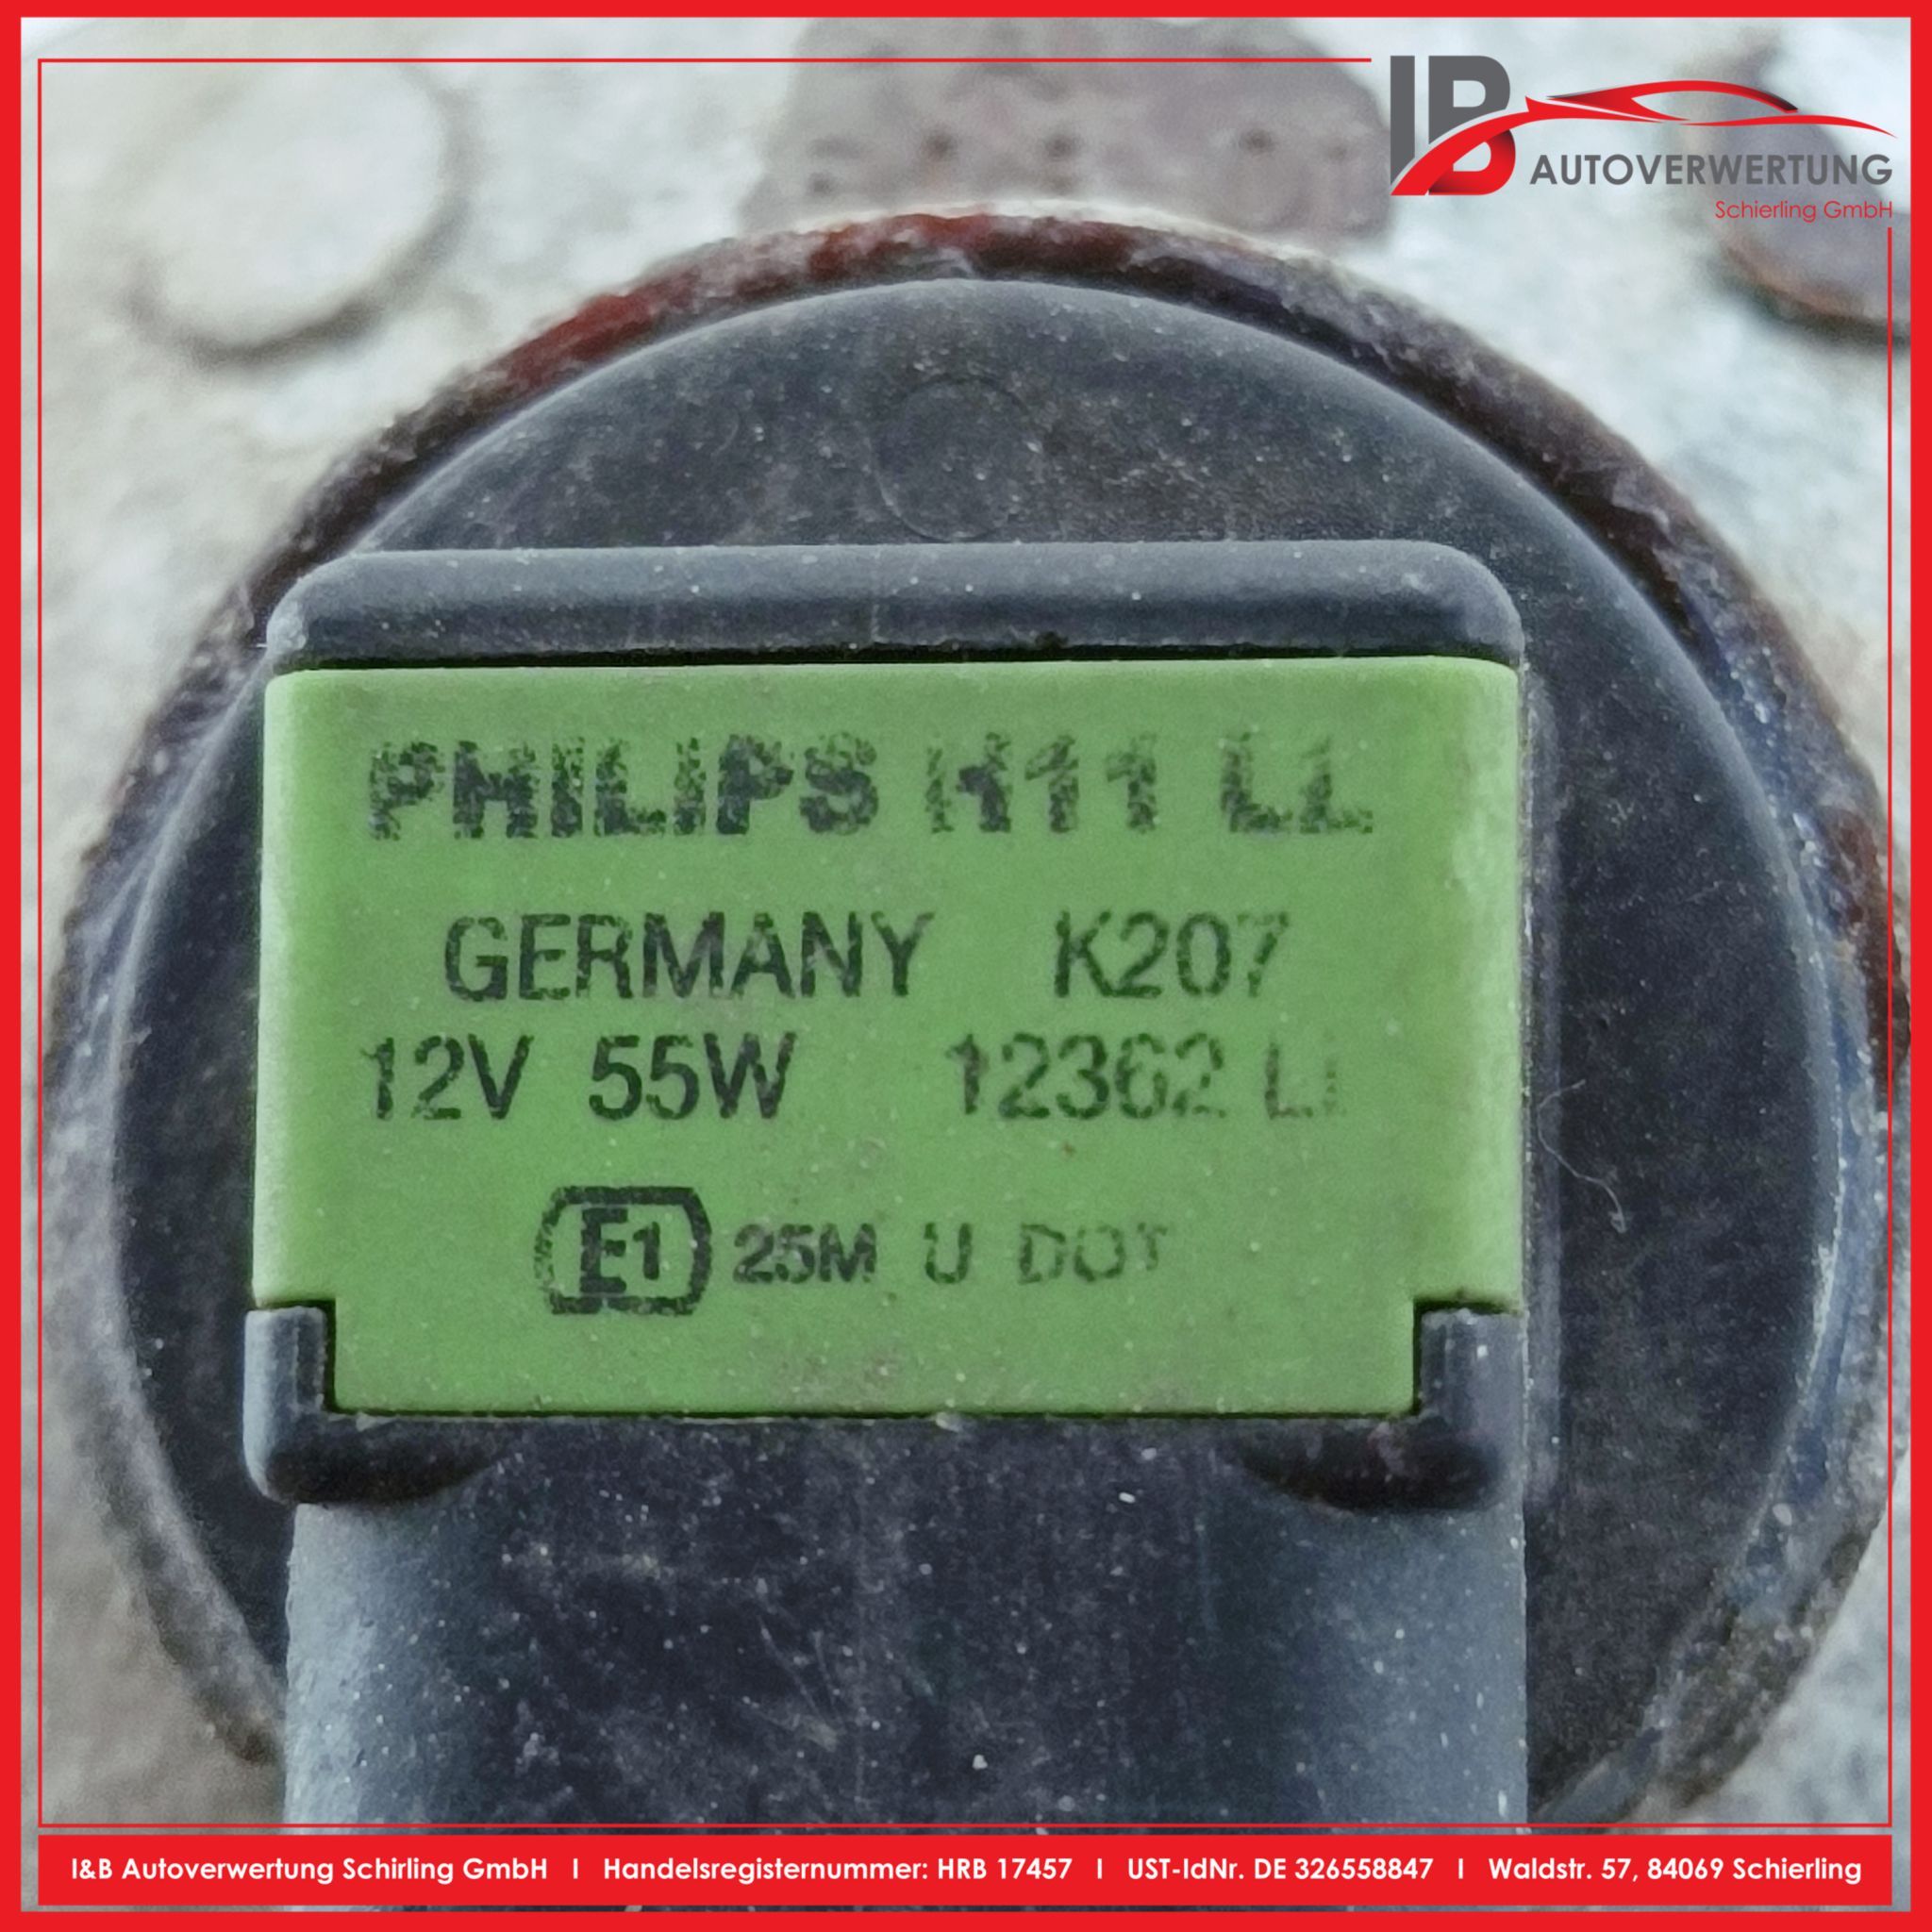 IB
AUTOVERWERTUNG
Schierling GmbH
PHILIPS H11 LL
GERMANY K207
12V 55W 12362 LL
E1 25M U DOT
I&B Autoverwertung Schirling GmbH I Handelsregisternummer: HRB 17457 I UST-IdNr. DE 326558847 I Waldstr. 57, 84069 Schierling